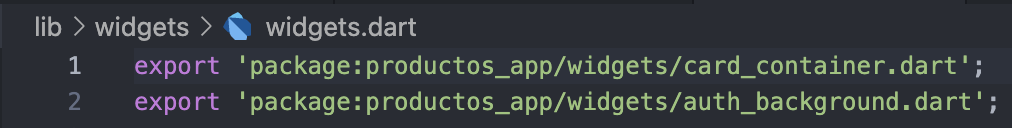 lib > widgets > widgets.dart
1 export 'package:productos_app/widgets/card_container.dart';
2 export 'package:productos_app/widgets/auth_background.dart';